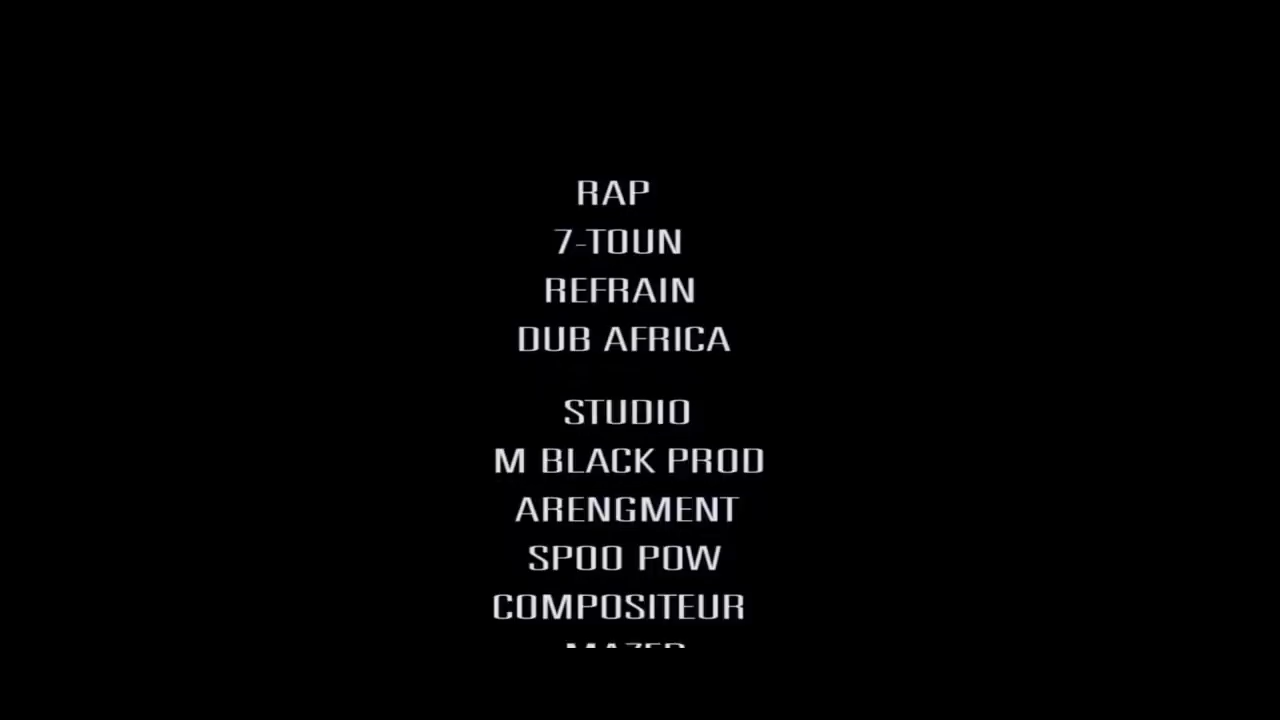 RAP
7-TOUN
REFRAIN
DUB AFRICA
STUDIO
M BLACK PROD
ARENGMENT
SPOO POW
COMPOSITEUR